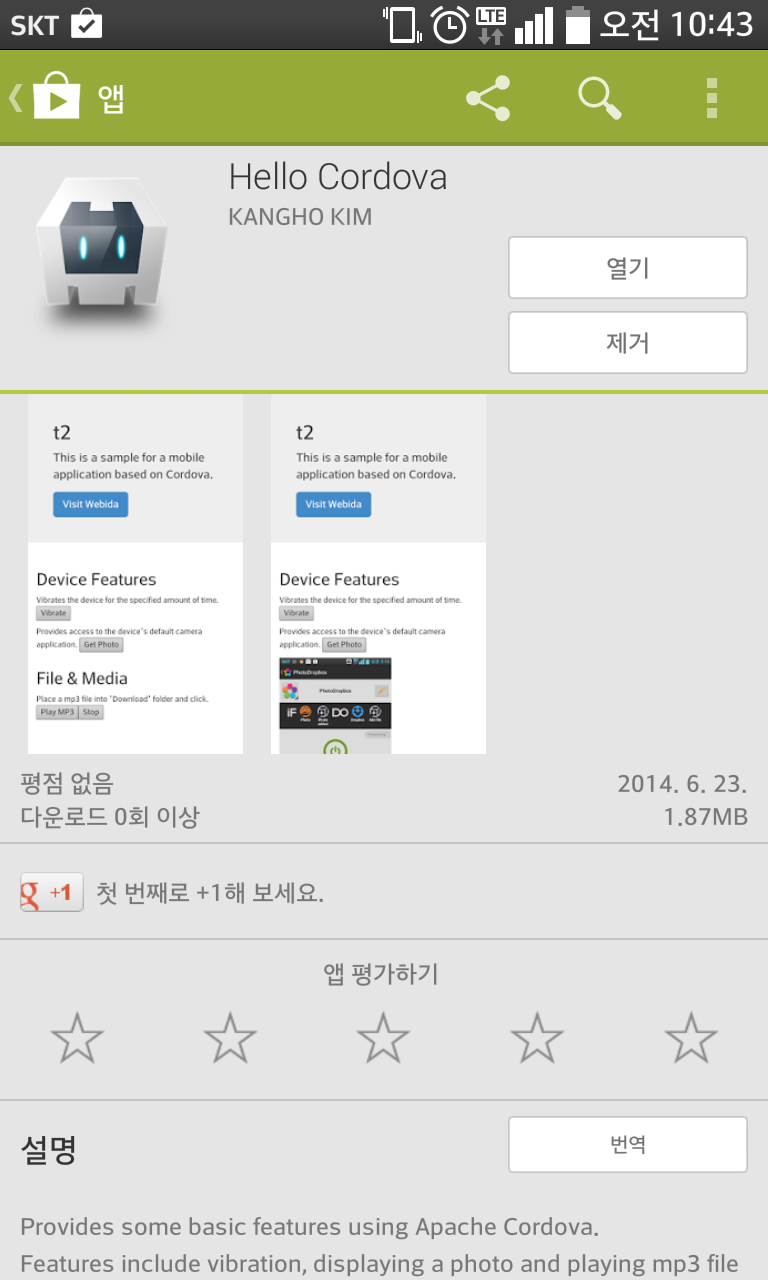 SKT
LTE
오전 10:43
앱
Hello Cordova
KANGHO KIM
열기
제거
t2
This is a sample for a mobile
application based on Cordova.
Visit Webida
Device Features
Vibrates the device for the specified amount of time.
Vibrate
Provides access to the device's default camera
application. Get Photo
File & Media
Place a mp3 file into 'Download' folder and click.
Play MP3 Stop
t2
This is a sample for a mobile
application based on Cordova.
Visit Webida
Device Features
Vibrates the device for the specified amount of time.
Vibrate
Provides access to the device's default camera
application. Get Photo
PhotoDropbox
PhotoDropbox
IF DO
평점 없음
2014. 6. 23.
다운로드 0회 이상
1.87MB
g +1 첫 번째로 +1해 보세요.
앱 평가하기
설명
번역
Provides some basic features using Apache Cordova.
Features include vibration, displaying a photo and playing mp3 file